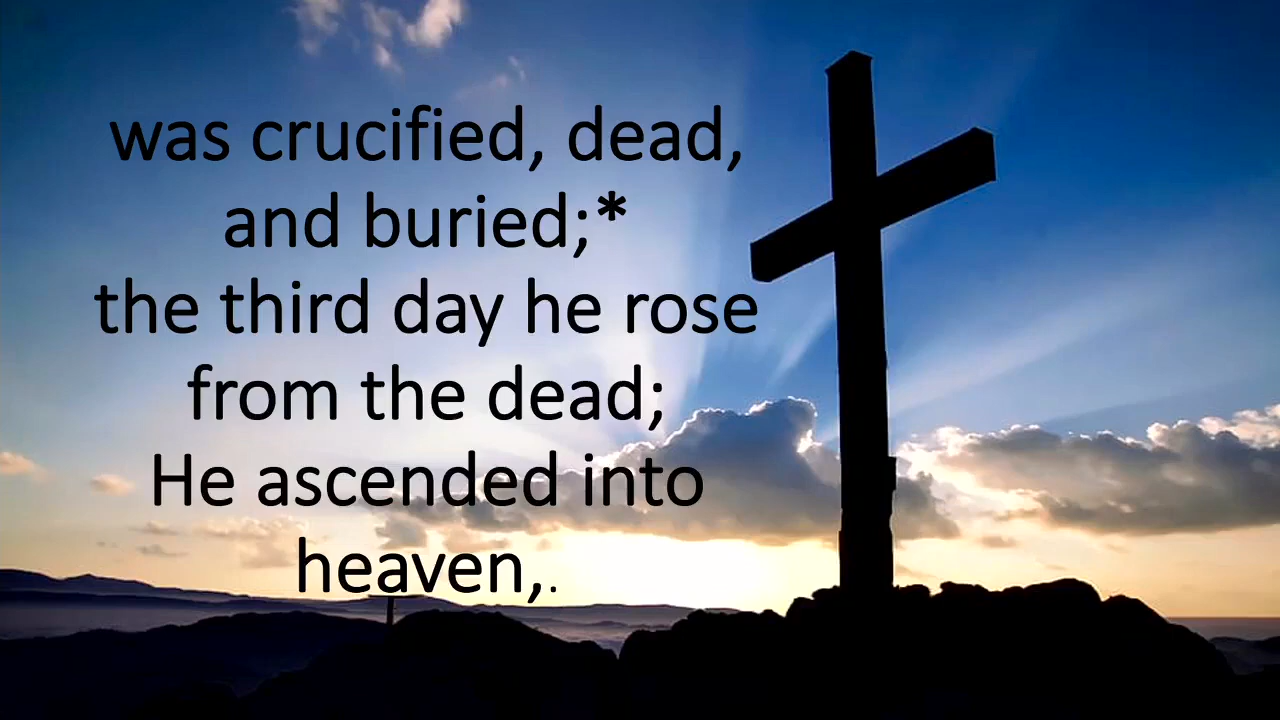 was crucified, dead,
and buried;*
the third day he rose
from the dead;
He ascended into
heaven,.